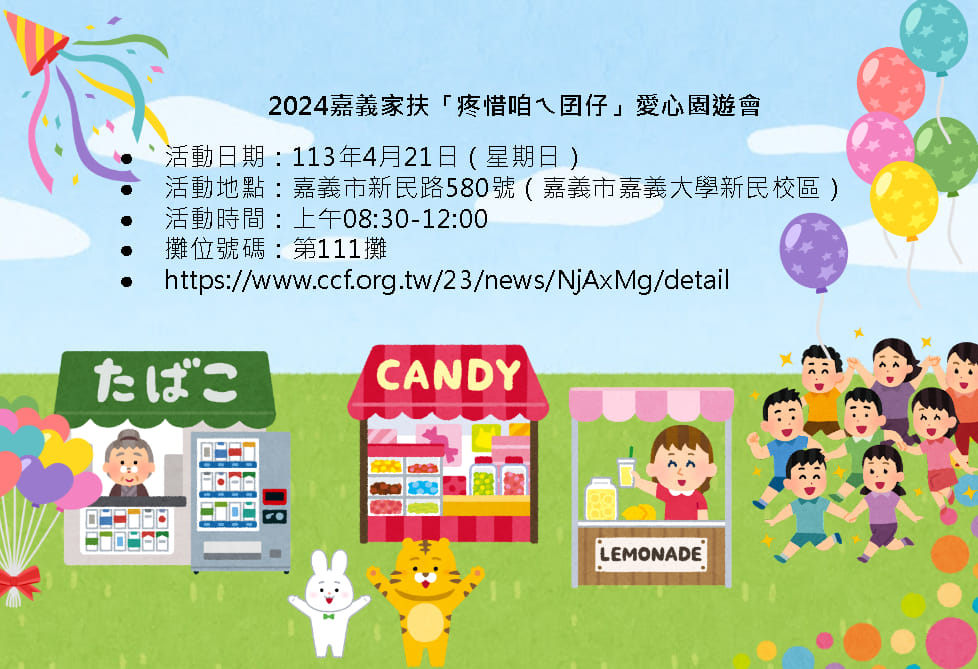 2024嘉義家扶「疼惜咱ㄟ囝仔」愛心園遊會
● 活動日期：113年4月21日（星期日）
● 活動地點：嘉義市新民路580號（嘉義市嘉義大學新民校區）
● 活動時間：上午08:30-12:00
● 攤位號碼：第111攤
● https://www.ccf.org.tw/23/news/NjAxMg/detail
たばこ
CANDY
LEMONADE